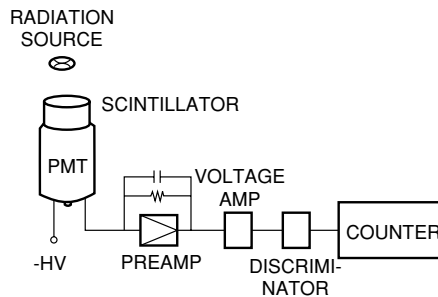 RADIATION
SOURCE
SCINTILLATOR
PMT
VOLTAGE
AMP
COUNTER
-HV
PREAMP
DISCRIMI-
NATOR